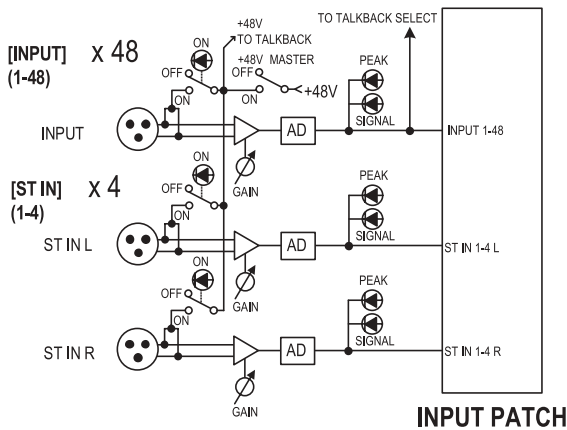 TO TALKBACK SELECT
+48V
TO TALKBACK
[INPUT] X 48
(1-48)
ON
OFF
ON
+48V MASTER
OFF
ON
+48V
PEAK
SIGNAL
INPUT
GAIN
AD
INPUT 1-48
[ST IN] X 4
(1-4)
ON
OFF
ON
PEAK
SIGNAL
ST IN L
GAIN
AD
ST IN 1-4 L
ON
OFF
ON
PEAK
SIGNAL
ST IN R
GAIN
AD
ST IN 1-4 R
INPUT PATCH